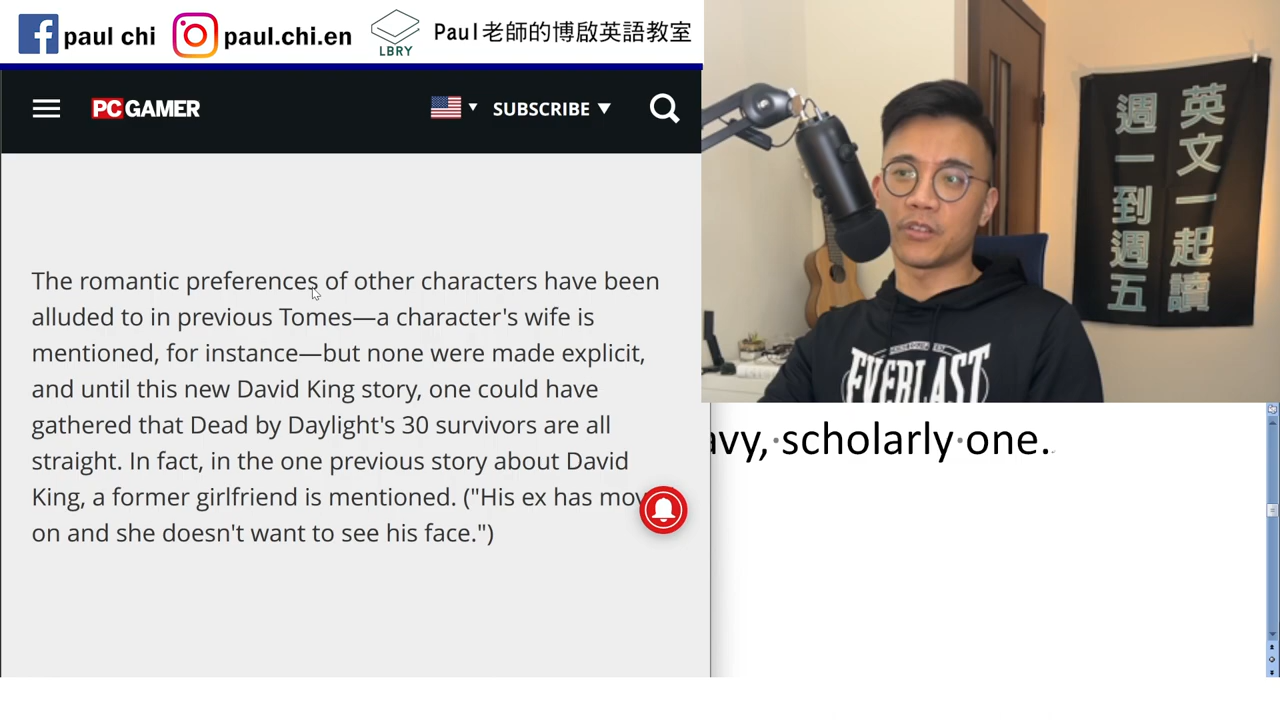 paul chi
paul.chi.en
LBRY
Paul老師的博啟英語教室
PC GAMER
SUBSCRIBE
The romantic preferences of other characters have been
alluded to in previous Tomes—a character's wife is
mentioned, for instance—but none were made explicit,
and until this new David King story, one could have
gathered that Dead by Daylight's 30 survivors are all
straight. In fact, in the one previous story about David
King, a former girlfriend is mentioned. ("His ex has mov
on and she doesn't want to see his face.")
英文一起讀
週一到週五
EVERLAST
avy, scholarly one.